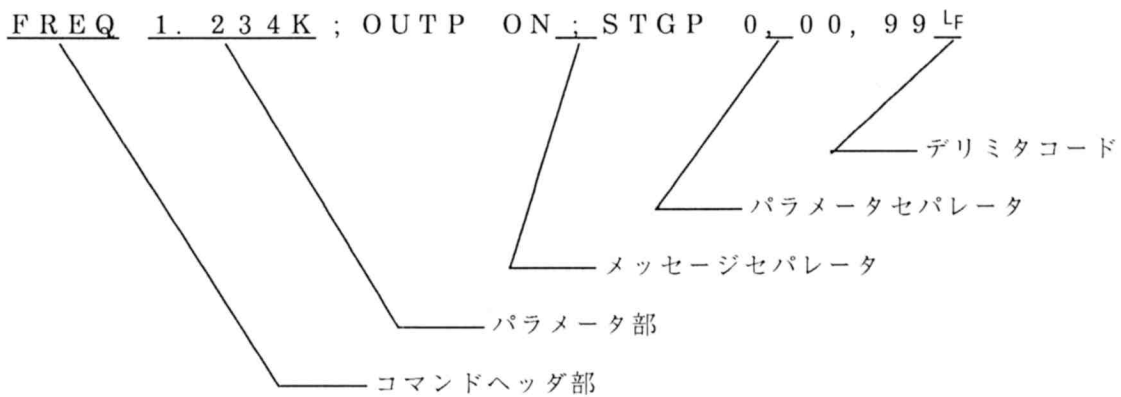 FREQ 1.234K;OUTP ON;STGP 0,00,99LF
デリミタコード
パラメータセパレータ
メッセージセパレータ
パラメータ部
コマンドヘッダ部